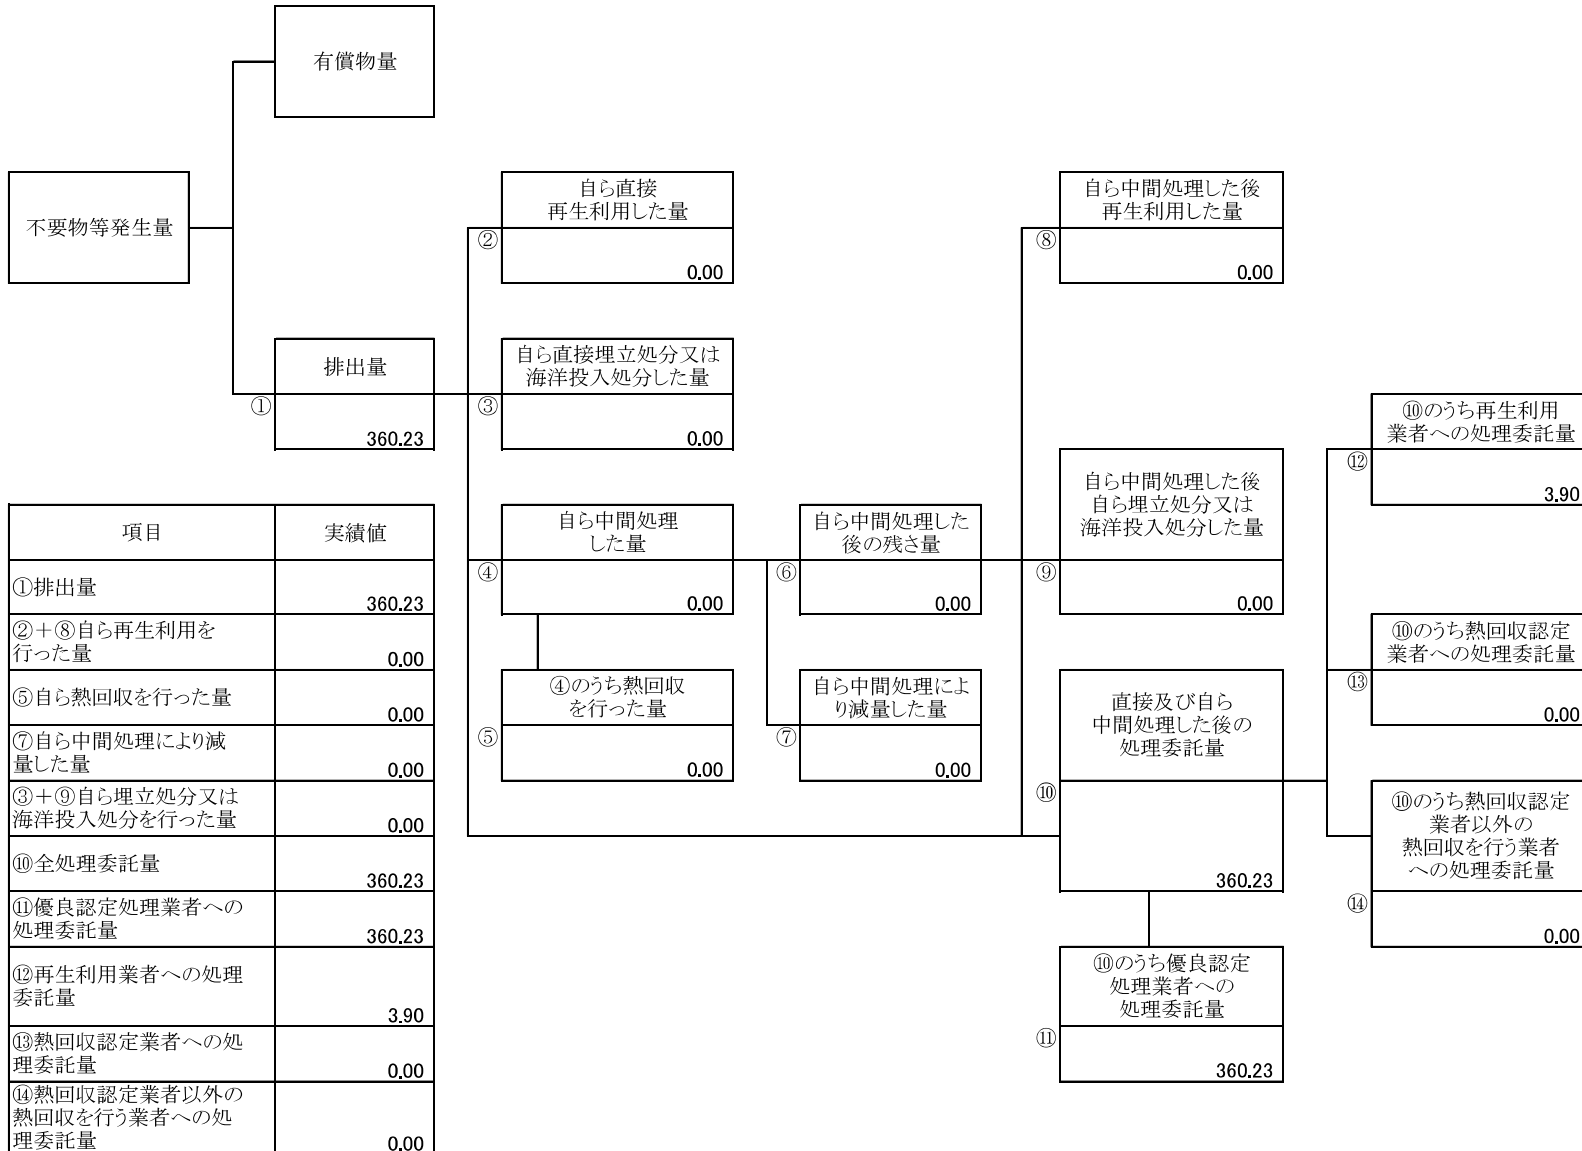 有償物量
不要物等発生量
排出量
①
360.23
自ら直接
再生利用した量
②
0.00
自ら直接埋立処分又は
海洋投入処分した量
③
0.00
自ら中間処理
した量
④
0.00
④のうち熱回収
を行った量
⑤
0.00
自ら中間処理した
後の残さ量
⑥
0.00
自ら中間処理によ
り減量した量
⑦
0.00
自ら中間処理した後
再生利用した量
⑧
0.00
自ら中間処理した後
自ら埋立処分又は
海洋投入処分した量
⑨
0.00
直接及び自ら
中間処理した後の
処理委託量
⑩
360.23
⑩のうち優良認定
処理業者への
処理委託量
⑪
360.23
⑩のうち再生利用
業者への処理委託量
⑫
3.90
⑩のうち熱回収認定
業者への処理委託量
⑬
0.00
⑩のうち熱回収認定
業者以外の
熱回収を行う業者
への処理委託量
⑭
0.00
項目 実績値
①排出量
360.23
②＋⑧自ら再生利用を
行った量
0.00
⑤自ら熱回収を行った量
0.00
⑦自ら中間処理により減
量した量
0.00
③＋⑨自ら埋立処分又は
海洋投入処分を行った量
0.00
⑩全処理委託量
360.23
⑪優良認定処理業者への
処理委託量
360.23
⑫再生利用業者への処理
委託量
3.90
⑬熱回収認定業者への処
理委託量
0.00
⑭熱回収認定業者以外の
熱回収を行う業者への処
理委託量
0.00